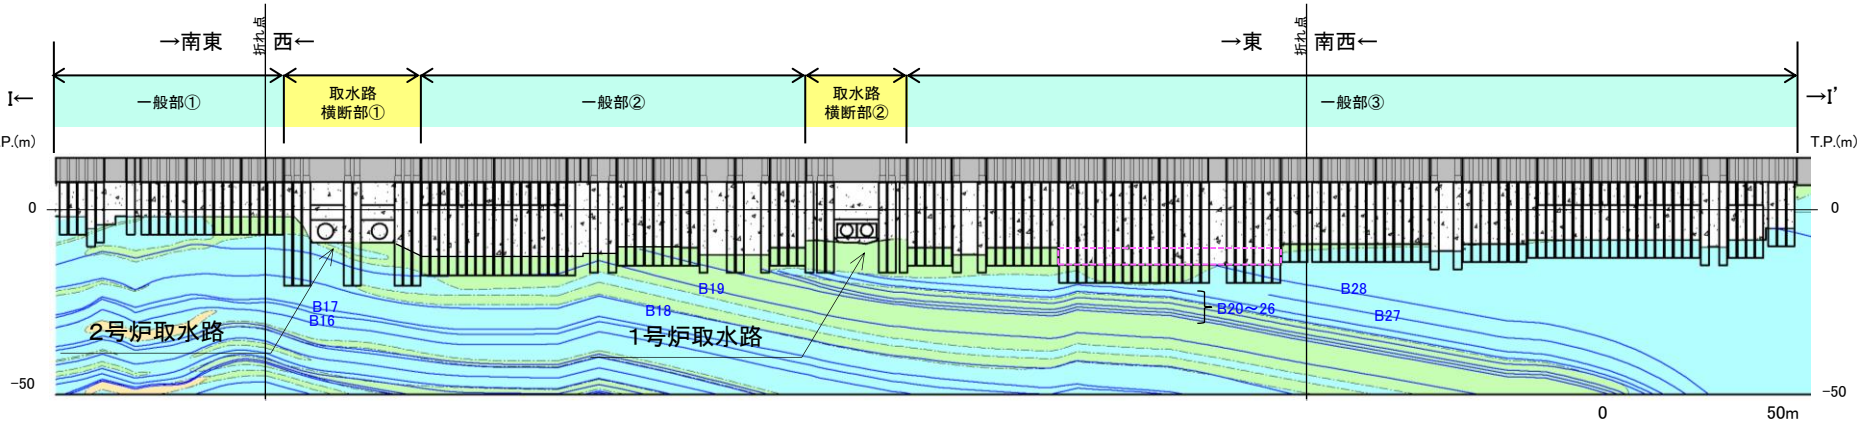 →南東
折れ点
西←
→東
折れ点
南西←
I←
一般部①
取水路
横断部①
一般部②
取水路
横断部②
一般部③
→I'
.P.(m)
T.P.(m)
0
0
B17
B16
B19
B18
B20～26
B28
B27
2号炉取水路
1号炉取水路
-50
-50
0
50m